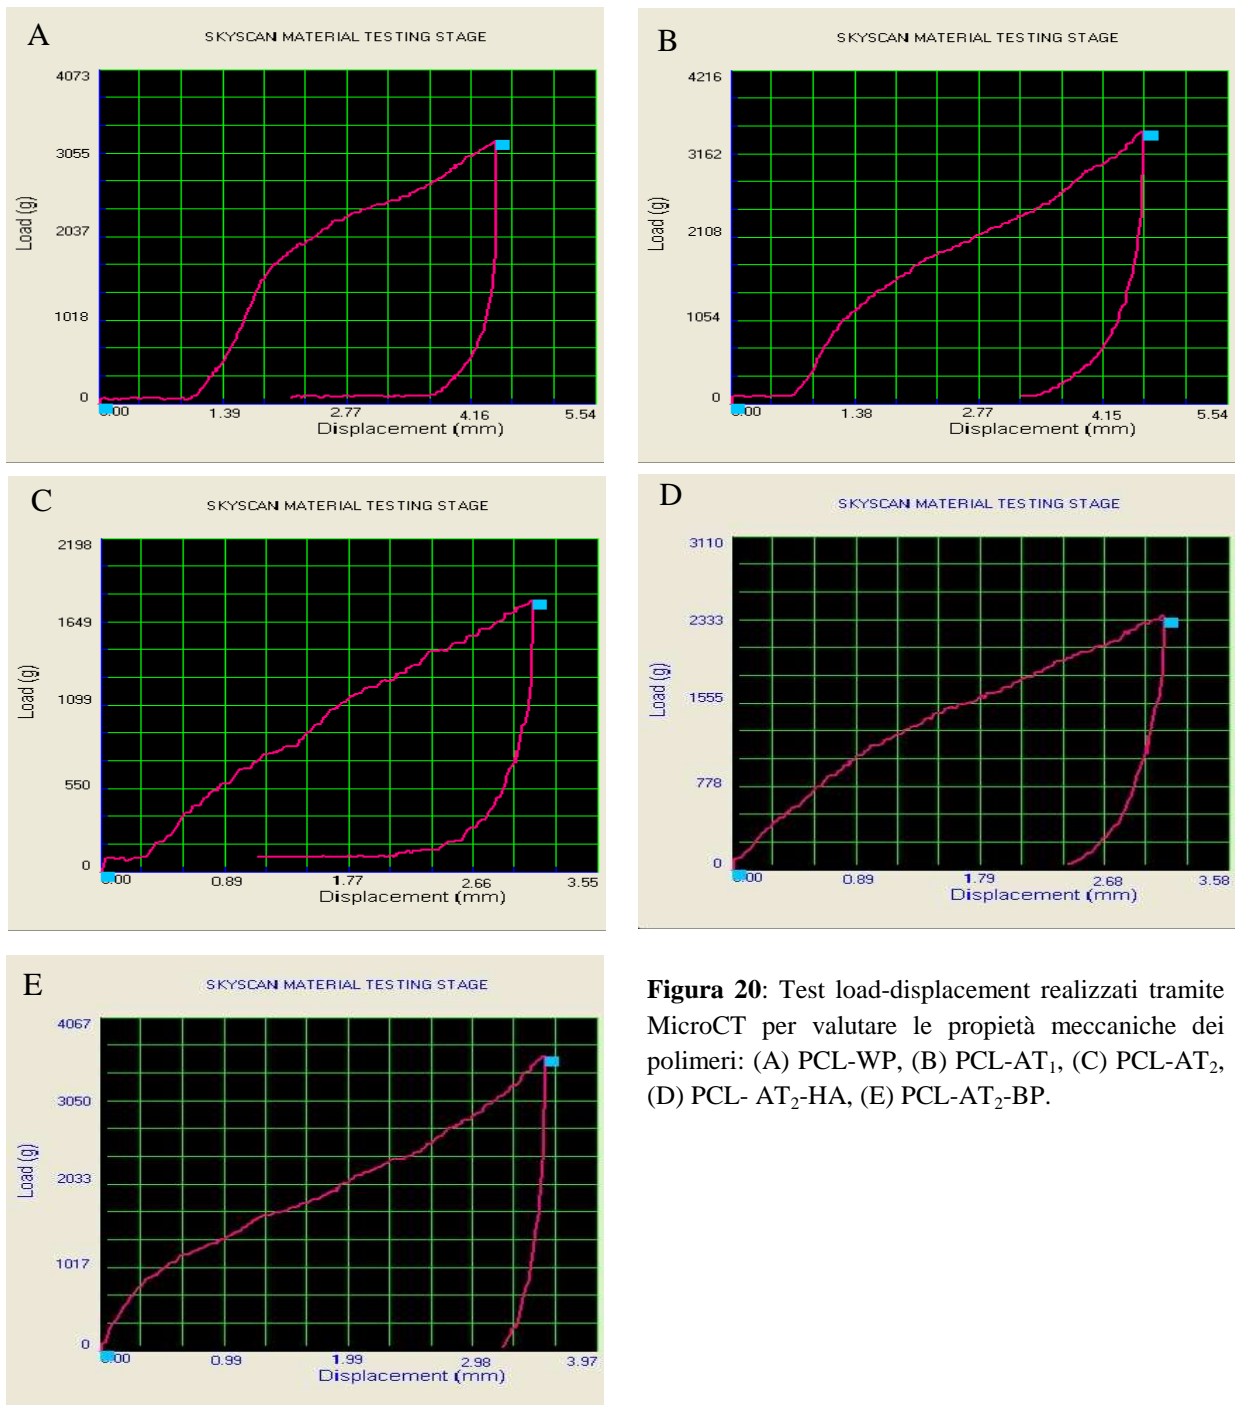 A
SKYSCAN MATERIAL TESTING STAGE
4073
3055
2037
1018
0
Load (g)
0.00 1.39 2.77 4.16 5.54
Displacement (mm)
B
SKYSCAN MATERIAL TESTING STAGE
4216
3162
2108
1054
0
Load (g)
0.00 1.38 2.77 4.15 5.54
Displacement (mm)
C
SKYSCAN MATERIAL TESTING STAGE
2198
1649
1099
550
0
Load (g)
0.00 0.89 1.77 2.66 3.55
Displacement (mm)
D
SKYSCAN MATERIAL TESTING STAGE
3110
2333
1555
778
0
Load (g)
0.00 0.89 1.79 2.68 3.58
Displacement (mm)
E
SKYSCAN MATERIAL TESTING STAGE
4067
3050
2033
1017
0
Load (g)
0.00 0.99 1.99 2.98 3.97
Displacement (mm)
Figura 20: Test load-displacement realizzati tramite
MicroCT per valutare le propietà meccaniche dei
polimeri: (A) PCL-WP, (B) PCL-AT₁, (C) PCL-AT₂,
(D) PCL- AT₂-HA, (E) PCL-AT₂-BP.